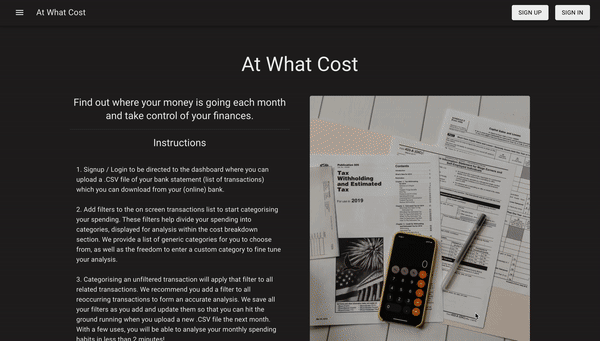 At What Cost
SIGN UP
SIGN IN
At What Cost
Find out where your money is going each month
and take control of your finances.
Instructions
1. Signup / Login to be directed to the dashboard where you can
upload a .CSV file of your bank statement (list of transactions)
which you can download from your (online) bank.
2. Add filters to the on screen transactions list to start categorising
your spending. These filters help divide your spending into
categories, displayed for analysis within the cost breakdown
section. We provide a list of generic categories for you to choose
from, as well as the freedom to enter a custom category to fine tune
your analysis.
3. Categorising an unfiltered transaction will apply that filter to all
related transactions. We recommend you add a filter to all
reoccurring transactions to form an accurate analysis. We save all
your filters as you add and update them so that you can hit the
ground running when you upload a new .CSV file the next month.
With a few uses, you will be able to analyse your monthly spending
habits in less than 2 minutes!
Tax
Withholding
and Estimated
Tax
2019
Contents